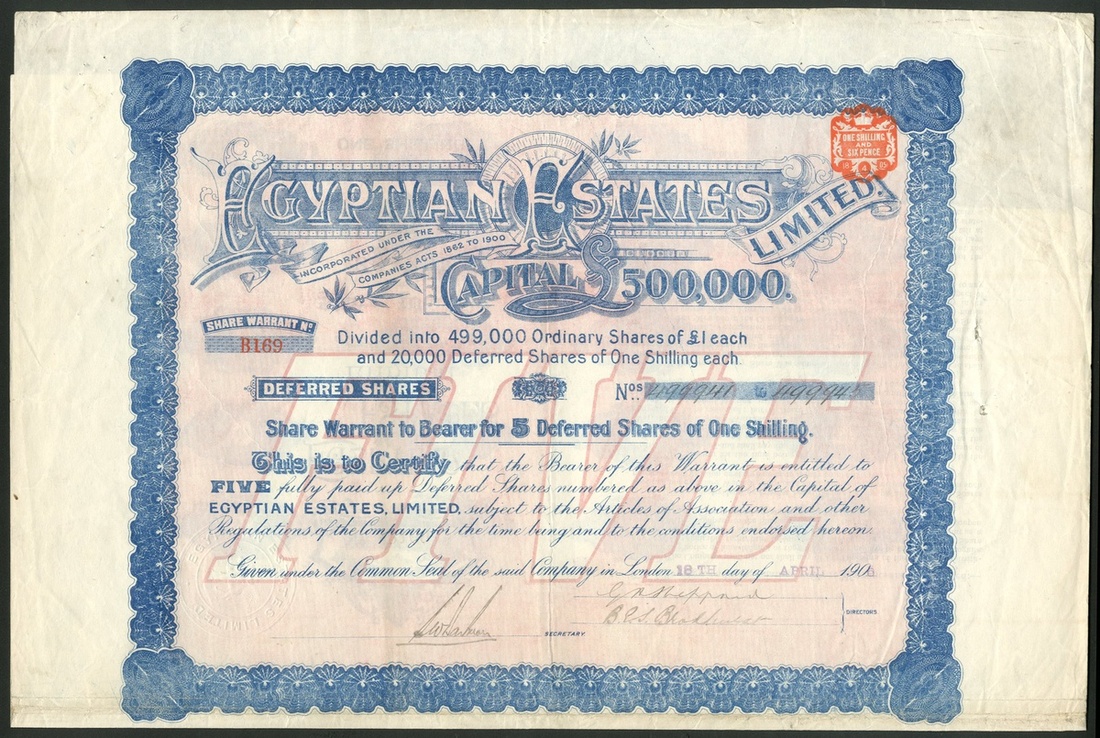 ONE SHILLING
AND
SIX PENCE
EGYPTIAN ESTATES
LIMITED.
INCORPORATED UNDER THE
COMPANIES ACTS 1862 TO 1900
CAPITAL £500,000.
SHARE WARRANT No
B169
Divided into 499,000 Ordinary Shares of £1 each
and 20,000 Deferred Shares of One Shilling each.
DEFERRED SHARES
Nos.: to
FIVE
Share Warrant to Bearer for 5 Deferred Shares of One Shilling.
This is to Certify that the Bearer of this Warrant is entitled to
FIVE fully paid up Deferred Shares numbered as above in the Capital of
EGYPTIAN ESTATES, LIMITED, subject to the Articles of Association and other
Regulations of the Company for the time being and to the conditions endorsed hereon.
Given under the Common Seal of the said Company in London 18TH day of APRIL 190
DIRECTORS
SECRETARY